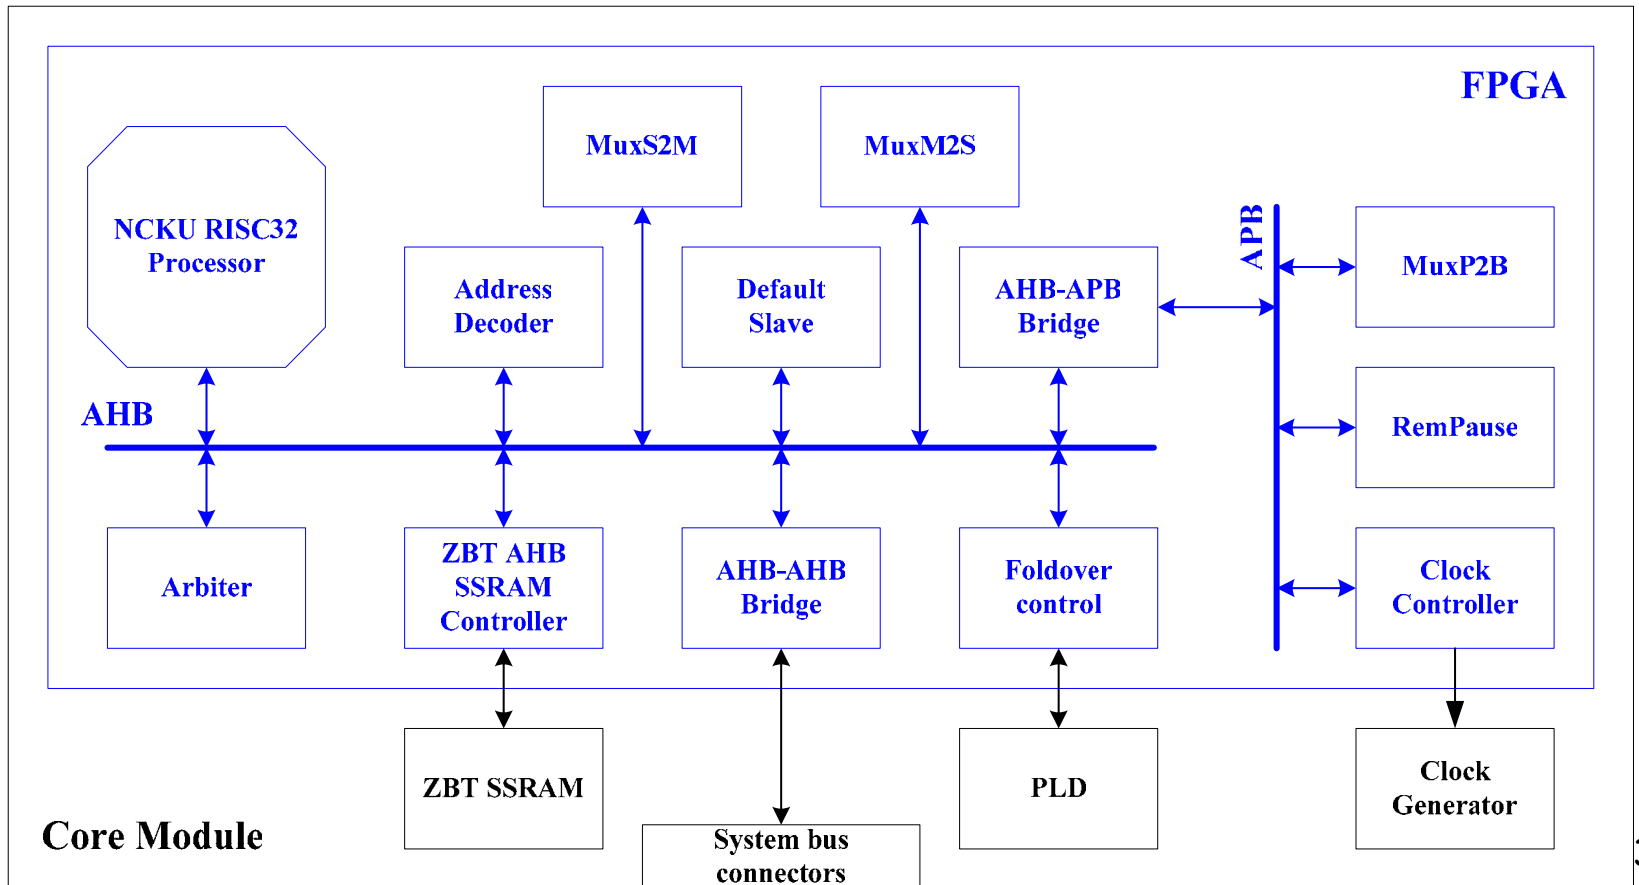 FPGA
MuxS2M
MuxM2S
NCKU RISC32
Processor
Address
Decoder
Default
Slave
AHB-APB
Bridge
APB
MuxP2B
AHB
RemPause
Arbiter
ZBT AHB
SSRAM
Controller
AHB-AHB
Bridge
Foldover
control
Clock
Controller
ZBT SSRAM
PLD
Clock
Generator
Core Module
System bus
connectors